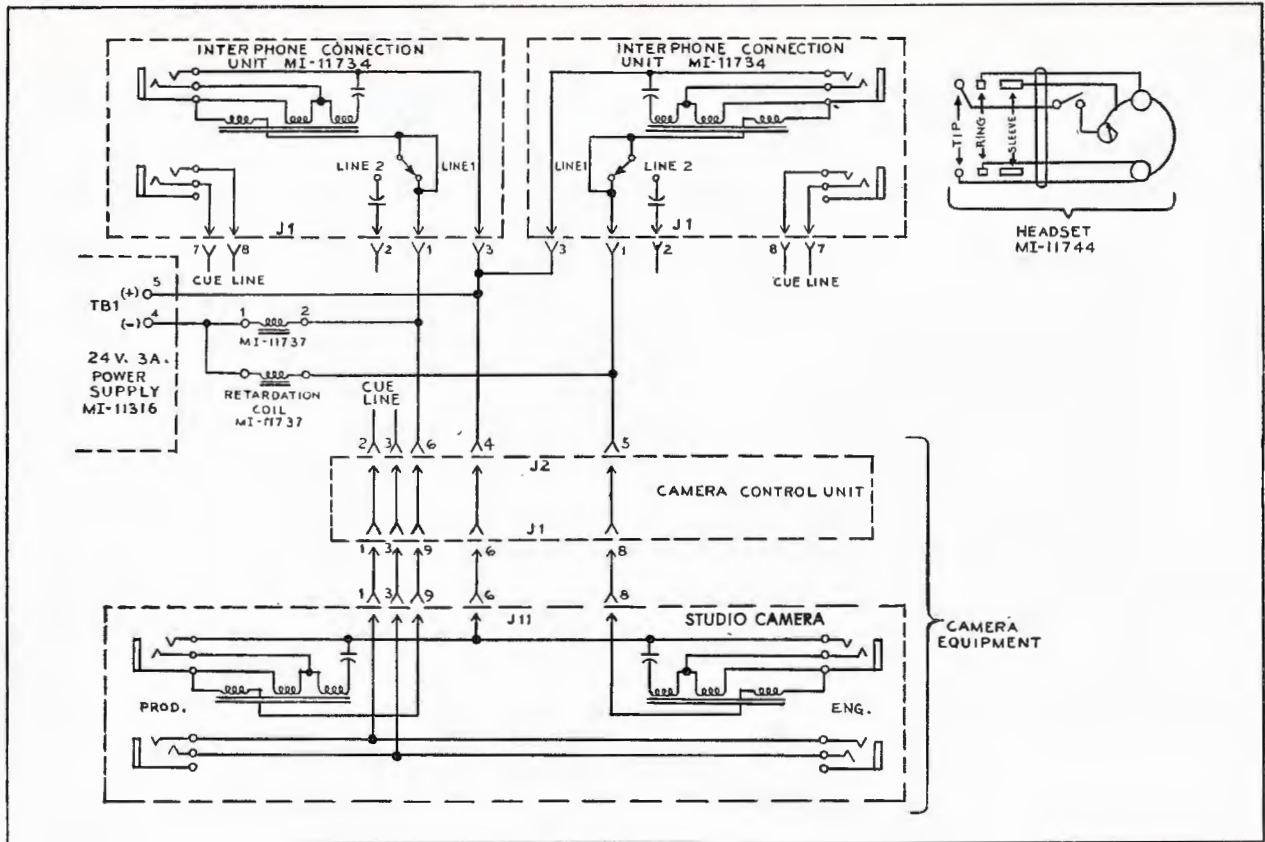 INTERPHONE CONNECTION
UNIT MI-11734
LINE 2
LINE 1
J1
7 8 2 1 3
CUE LINE
INTERPHONE CONNECTION
UNIT MI-11734
LINE1
LINE 2
J1
3 1 2 8 7
CUE LINE
TIP
RING
SLEEVE
HEADSET
MI-11744
TB1
(+) 5
(-) 4
24 V. 3A.
POWER
SUPPLY
MI-11316
1 2
MI-11737
RETARDATION
COIL
MI-11737
CUE
LINE
2 3 6 4 5
J2
CAMERA CONTROL UNIT
J1
1 3 9 6 8
1 3 9 6 8
J11
STUDIO CAMERA
PROD.
ENG.
CAMERA
EQUIPMENT